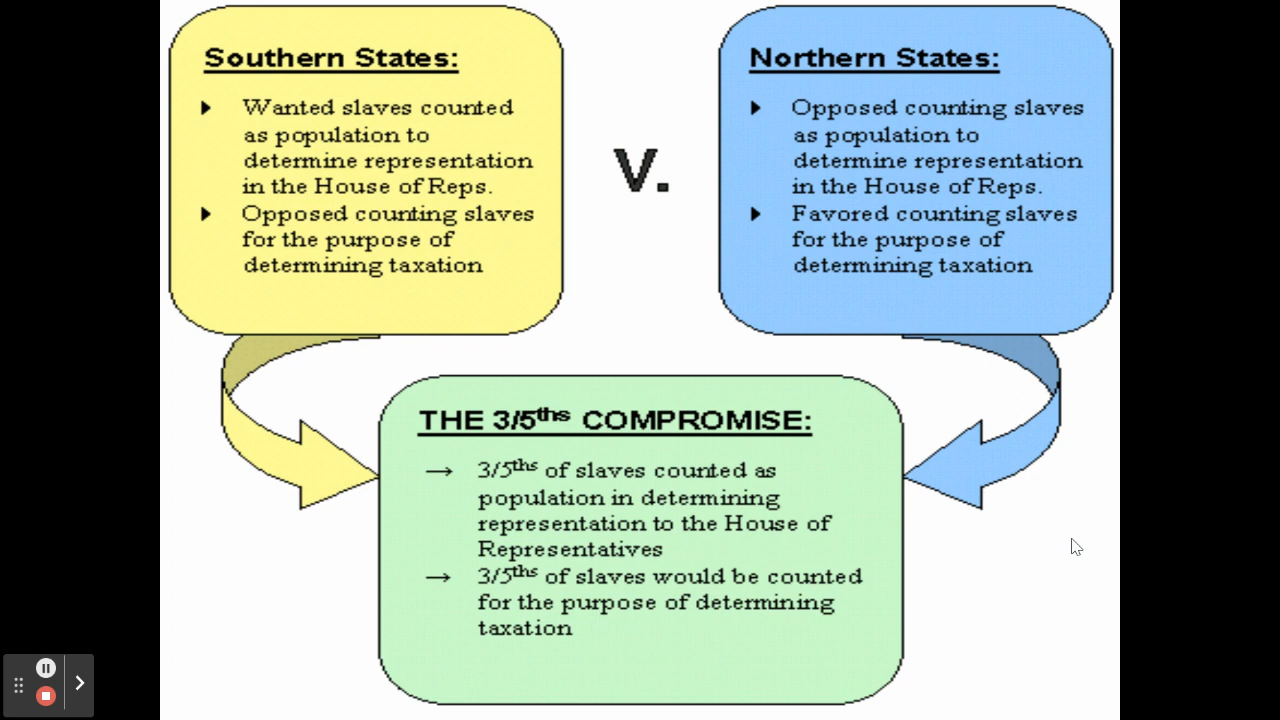 Southern States:
Wanted slaves counted
as population to
determine representation
in the House of Reps.
Opposed counting slaves
for the purpose of
determining taxation
V.
Northern States:
Opposed counting slaves
as population to
determine representation
in the House of Reps.
Favored counting slaves
for the purpose of
determining taxation
THE 3/5ths COMPROMISE:
→ 3/5ths of slaves counted as
population in determining
representation to the House of
Representatives
→ 3/5ths of slaves would be counted
for the purpose of determining
taxation